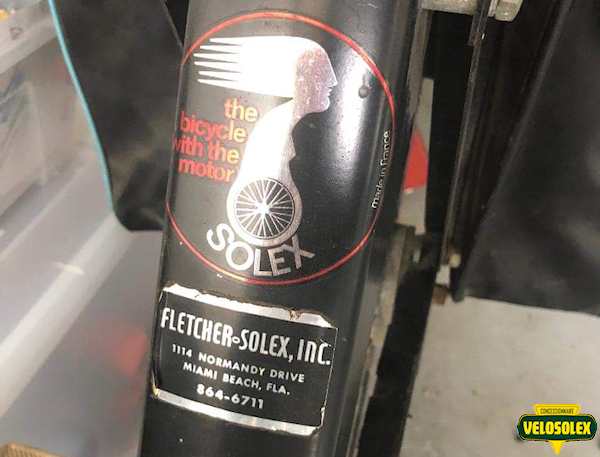 the
bicycle
with the
motor
made in France
SOLEX
FLETCHER-SOLEX, INC.
1114 NORMANDY DRIVE
MIAMI BEACH, FLA.
864-6711
CONCESSIONNAIRE
VELOSOLEX